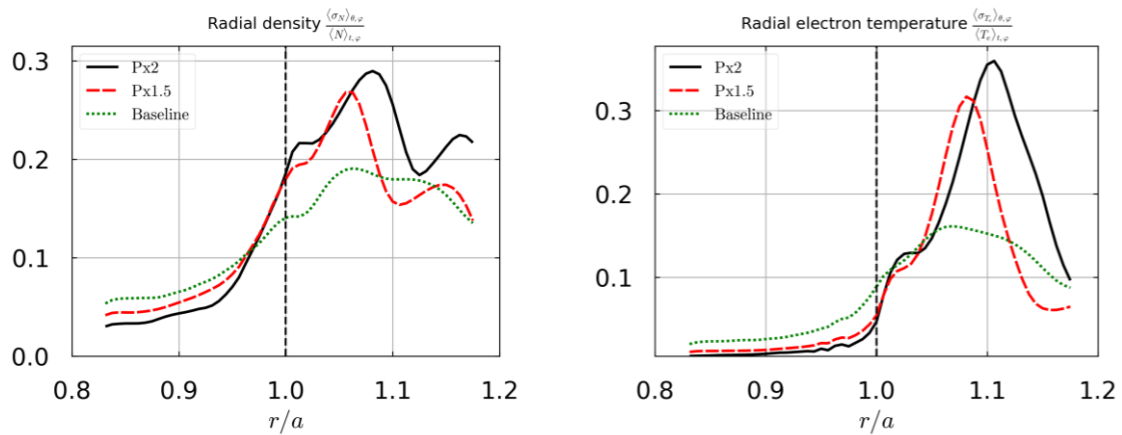 Radial density ⟨σ_N⟩_{θ,φ} / ⟨N⟩_{t,φ}
0.3
0.2
0.1
0.0
Px2
Px1.5
Baseline
0.8 0.9 1.0 1.1 1.2
r/a
Radial electron temperature ⟨σ_{T_e}⟩_{θ,φ} / ⟨T_e⟩_{t,φ}
0.3
0.2
0.1
Px2
Px1.5
Baseline
0.8 0.9 1.0 1.1 1.2
r/a